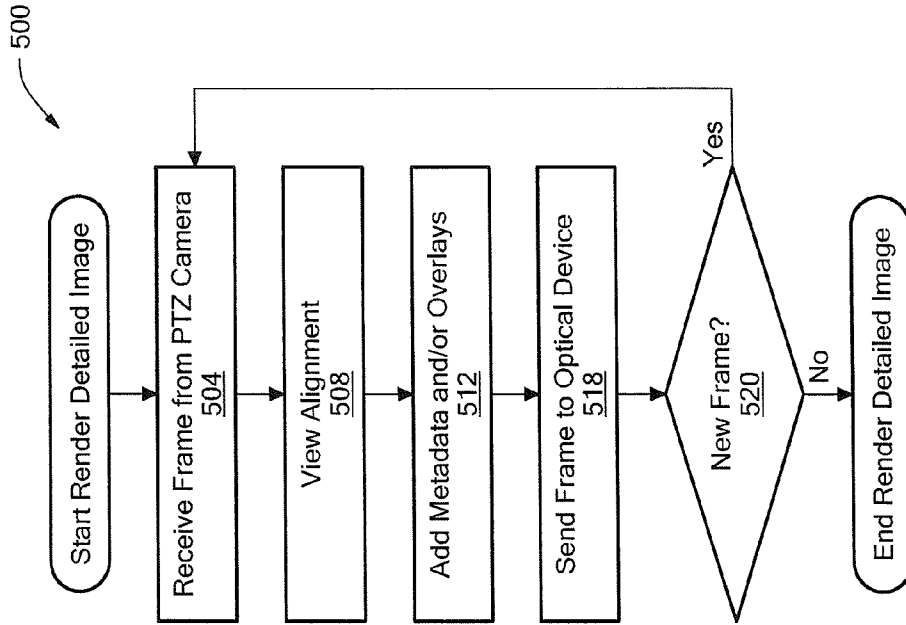 500
Start Render Detailed Image
Receive Frame from PTZ Camera
504
View Alignment
508
Add Metadata and/or Overlays
512
Send Frame to Optical Device
518
New Frame?
520
Yes
No
End Render Detailed Image